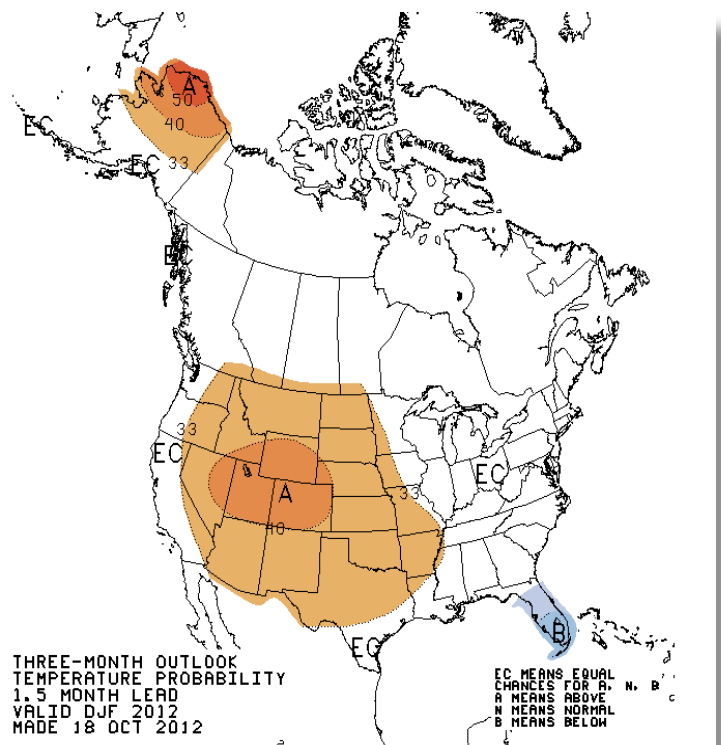 A
50
EC
40
EC 33
EC
33
EC
EC
A
33
40
B
EC
THREE-MONTH OUTLOOK
TEMPERATURE PROBABILITY
1.5 MONTH LEAD
VALID DJF 2012
MADE 18 OCT 2012
EC MEANS EQUAL
CHANCES FOR A, N, B
A MEANS ABOVE
N MEANS NORMAL
B MEANS BELOW